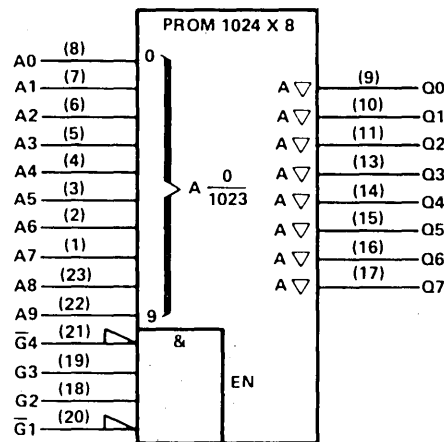 PROM 1024 X 8
A0 (8) 0
A1 (7)
A2 (6)
A3 (5)
A4 (4)
A5 (3)
A6 (2)
A7 (1)
A8 (23)
A9 (22) 9
A 0
1023
G̅4 (21) &
G3 (19)
G2 (18)
G̅1 (20)
EN
A ▽ (9) Q0
A ▽ (10) Q1
A ▽ (11) Q2
A ▽ (13) Q3
A ▽ (14) Q4
A ▽ (15) Q5
A ▽ (16) Q6
A ▽ (17) Q7